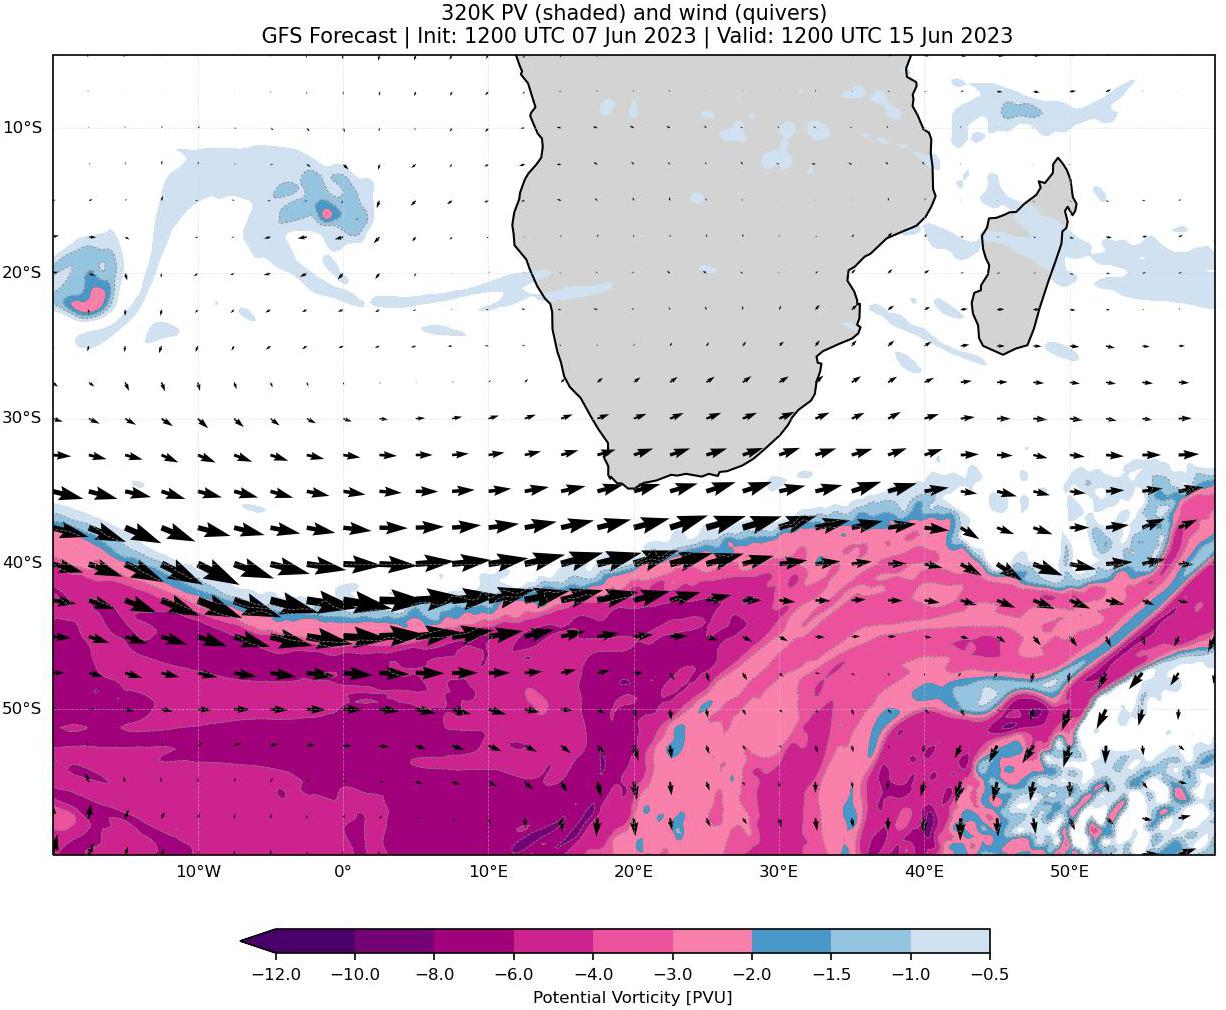 320K PV (shaded) and wind (quivers)
GFS Forecast | Init: 1200 UTC 07 Jun 2023 | Valid: 1200 UTC 15 Jun 2023
10°S
20°S
30°S
40°S
50°S
10°W 0° 10°E 20°E 30°E 40°E 50°E
−12.0 −10.0 −8.0 −6.0 −4.0 −3.0 −2.0 −1.5 −1.0 −0.5
Potential Vorticity [PVU]